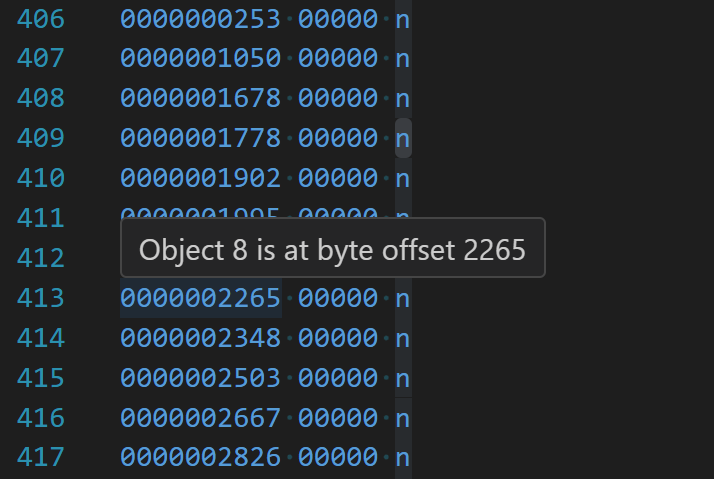 406 0000000253 00000 n
407 0000001050 00000 n
408 0000001678 00000 n
409 0000001778 00000 n
410 0000001902 00000 n
411 0000001995 00000 n
412
Object 8 is at byte offset 2265
413 0000002265 00000 n
414 0000002348 00000 n
415 0000002503 00000 n
416 0000002667 00000 n
417 0000002826 00000 n